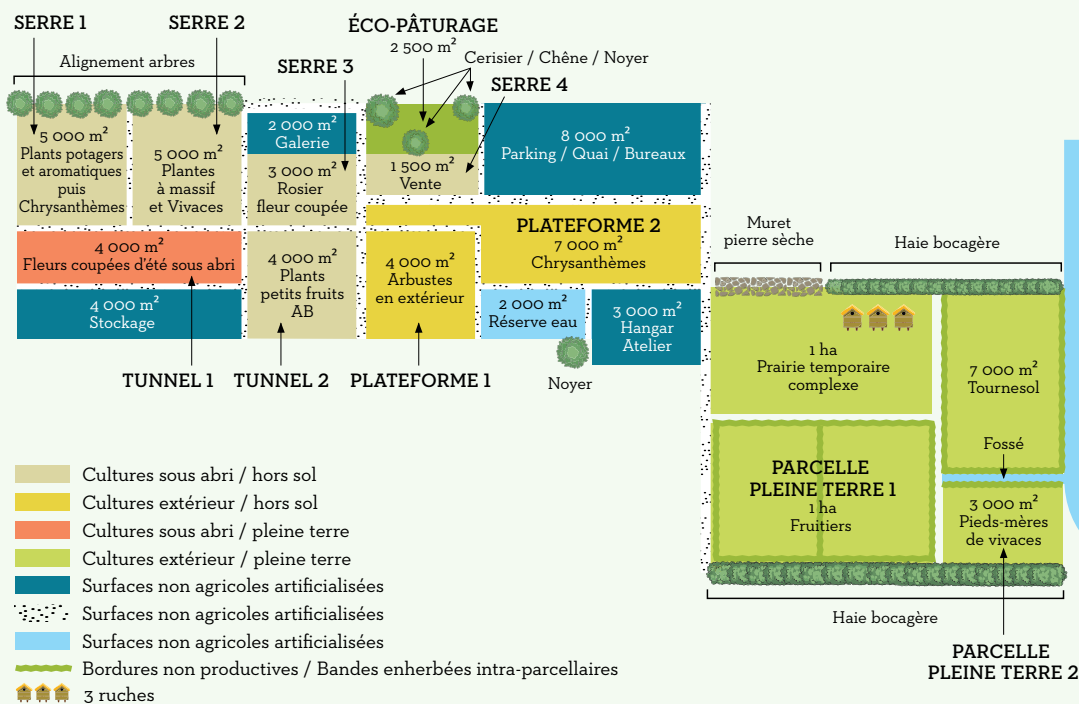 SERRE 1
SERRE 2
ÉCO-PÂTURAGE
2 500 m²
Alignement arbres
Cerisier / Chêne / Noyer
SERRE 3
SERRE 4
5 000 m²
Plants potagers
et aromatiques
puis
Chrysanthèmes
5 000 m²
Plantes
à massif
et Vivaces
2 000 m²
Galerie
3 000 m²
Rosier
fleur coupée
1 500 m²
Vente
8 000 m²
Parking / Quai / Bureaux
PLATEFORME 2
7 000 m²
Chrysanthèmes
4 000 m²
Fleurs coupées d'été sous abri
4 000 m²
Plants
petits fruits
AB
4 000 m²
Arbustes
en extérieur
4 000 m²
Stockage
2 000 m²
Réserve eau
3 000 m²
Hangar
Atelier
TUNNEL 1
TUNNEL 2
PLATEFORME 1
Noyer
Muret
pierre sèche
Haie bocagère
1 ha
Prairie temporaire
complexe
7 000 m²
Tournesol
Fossé
PARCELLE
PLEINE TERRE 1
1 ha
Fruitiers
3 000 m²
Pieds-mères
de vivaces
Haie bocagère
PARCELLE
PLEINE TERRE 2
Cultures sous abri / hors sol
Cultures extérieur / hors sol
Cultures sous abri / pleine terre
Cultures extérieur / pleine terre
Surfaces non agricoles artificialisées
Surfaces non agricoles artificialisées
Surfaces non agricoles artificialisées
Bordures non productives / Bandes enherbées intra-parcellaires
3 ruches